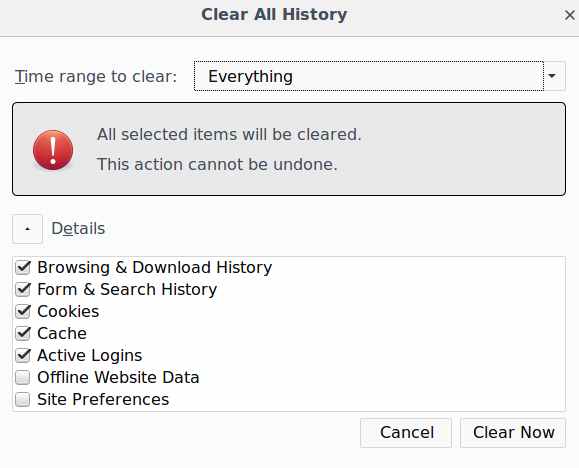 Clear All History
Time range to clear: Everything
All selected items will be cleared.
This action cannot be undone.
Details
Browsing & Download History
Form & Search History
Cookies
Cache
Active Logins
Offline Website Data
Site Preferences
Cancel Clear Now